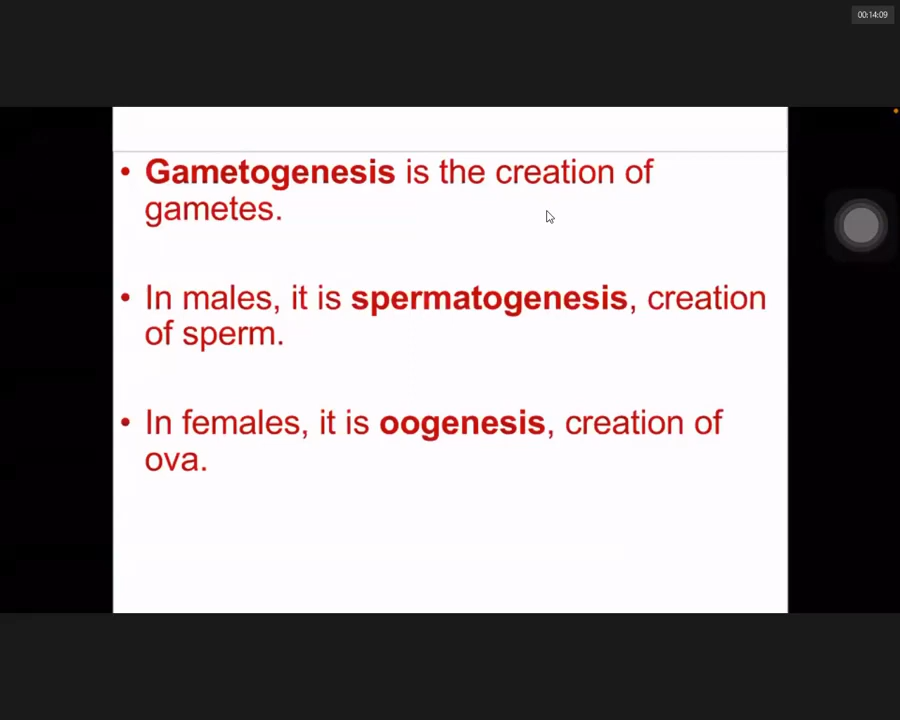 00:14:09
• Gametogenesis is the creation of
gametes.
• In males, it is spermatogenesis, creation
of sperm.
• In females, it is oogenesis, creation of
ova.